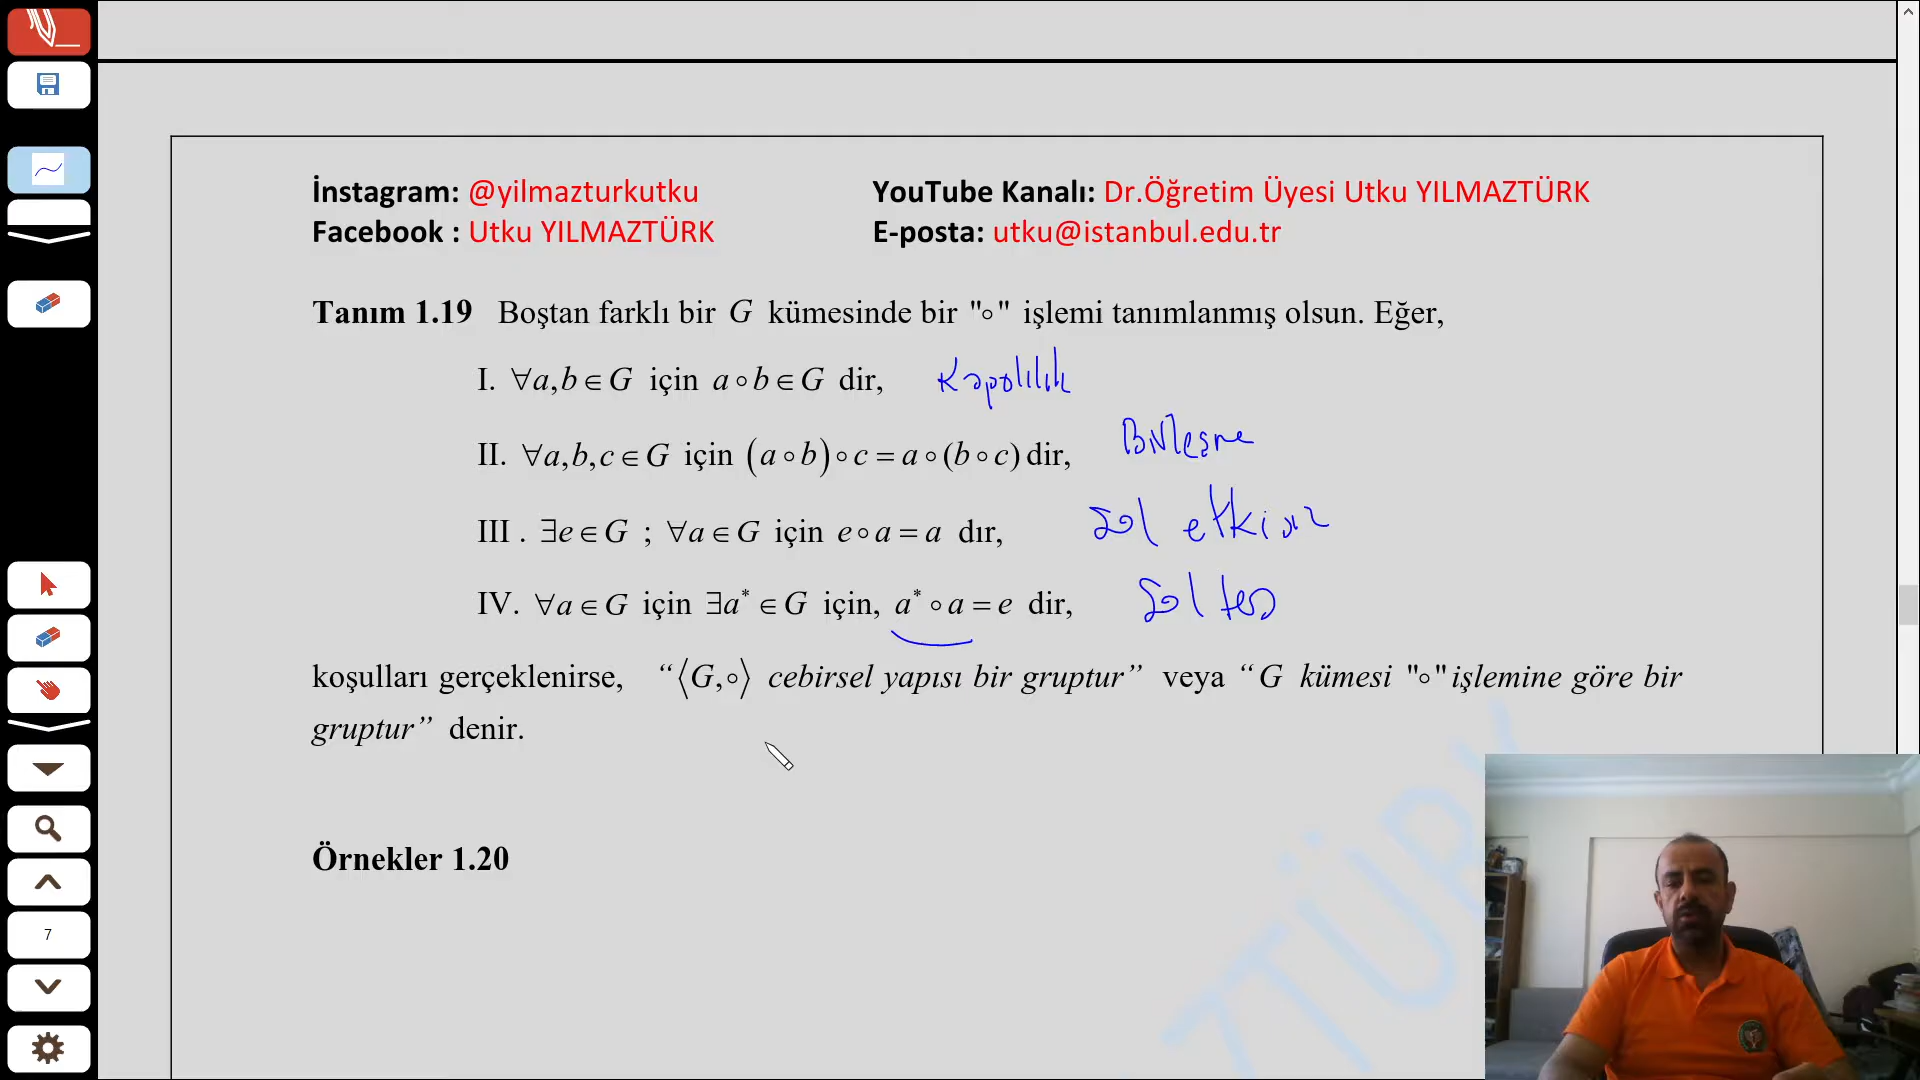 İnstagram: @yilmazturkutku YouTube Kanalı: Dr.Öğretim Üyesi Utku YILMAZTÜRK
Facebook : Utku YILMAZTÜRK E-posta: utku@istanbul.edu.tr
Tanım 1.19 Boştan farklı bir G kümesinde bir "∘" işlemi tanımlanmış olsun. Eğer,
I. ∀a,b∈G için a∘b∈G dir, Kapalılık
II. ∀a,b,c∈G için (a∘b)∘c=a∘(b∘c) dir, Birleşme
III . ∃e∈G ; ∀a∈G için e∘a=a dır, Sol etkisiz
IV. ∀a∈G için ∃a*∈G için, a*∘a=e dir, Sol ters
koşulları gerçeklenirse, “⟨G,∘⟩ cebirsel yapısı bir gruptur” veya “G kümesi "∘" işlemine göre bir
gruptur” denir.
Örnekler 1.20
ZTÜRK
7